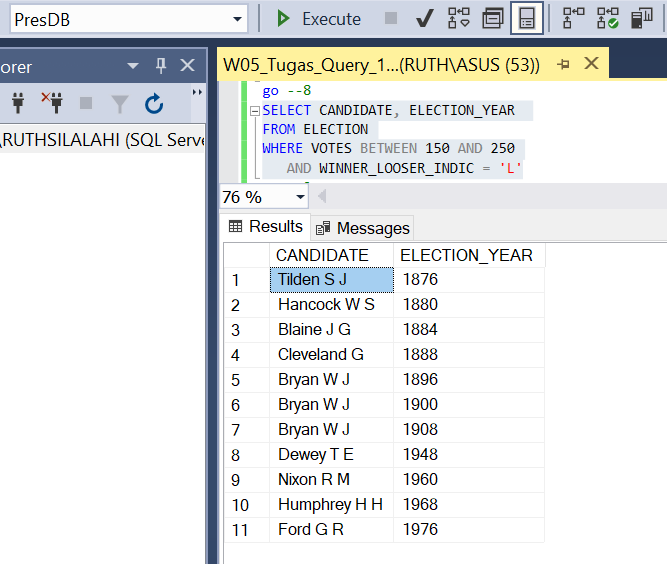 PresDB
Execute
orer
W05_Tugas_Query_1...(RUTH\ASUS (53))
\RUTHSILALAHI (SQL Serve
go --8
SELECT CANDIDATE, ELECTION_YEAR
FROM ELECTION
WHERE VOTES BETWEEN 150 AND 250
AND WINNER_LOOSER_INDIC = 'L'
76 %
Results Messages
CANDIDATE ELECTION_YEAR
1 Tilden S J 1876
2 Hancock W S 1880
3 Blaine J G 1884
4 Cleveland G 1888
5 Bryan W J 1896
6 Bryan W J 1900
7 Bryan W J 1908
8 Dewey T E 1948
9 Nixon R M 1960
10 Humphrey H H 1968
11 Ford G R 1976